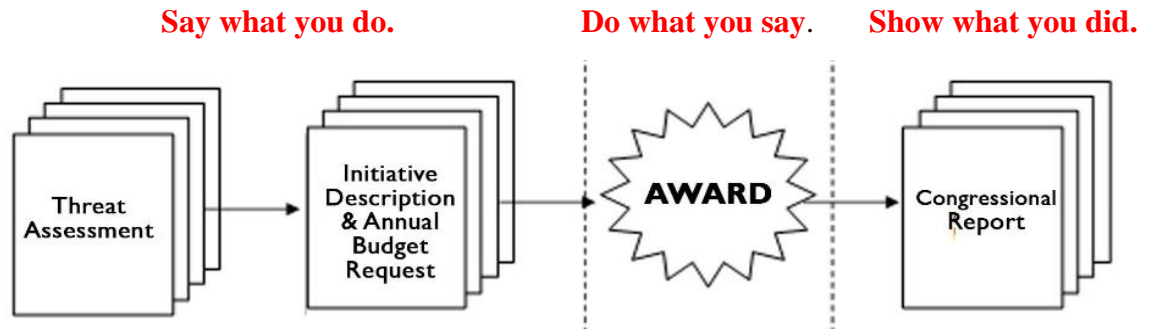 Say what you do.
Do what you say.
Show what you did.
Threat
Assessment
Initiative
Description
& Annual
Budget
Request
AWARD
Congressional
Report